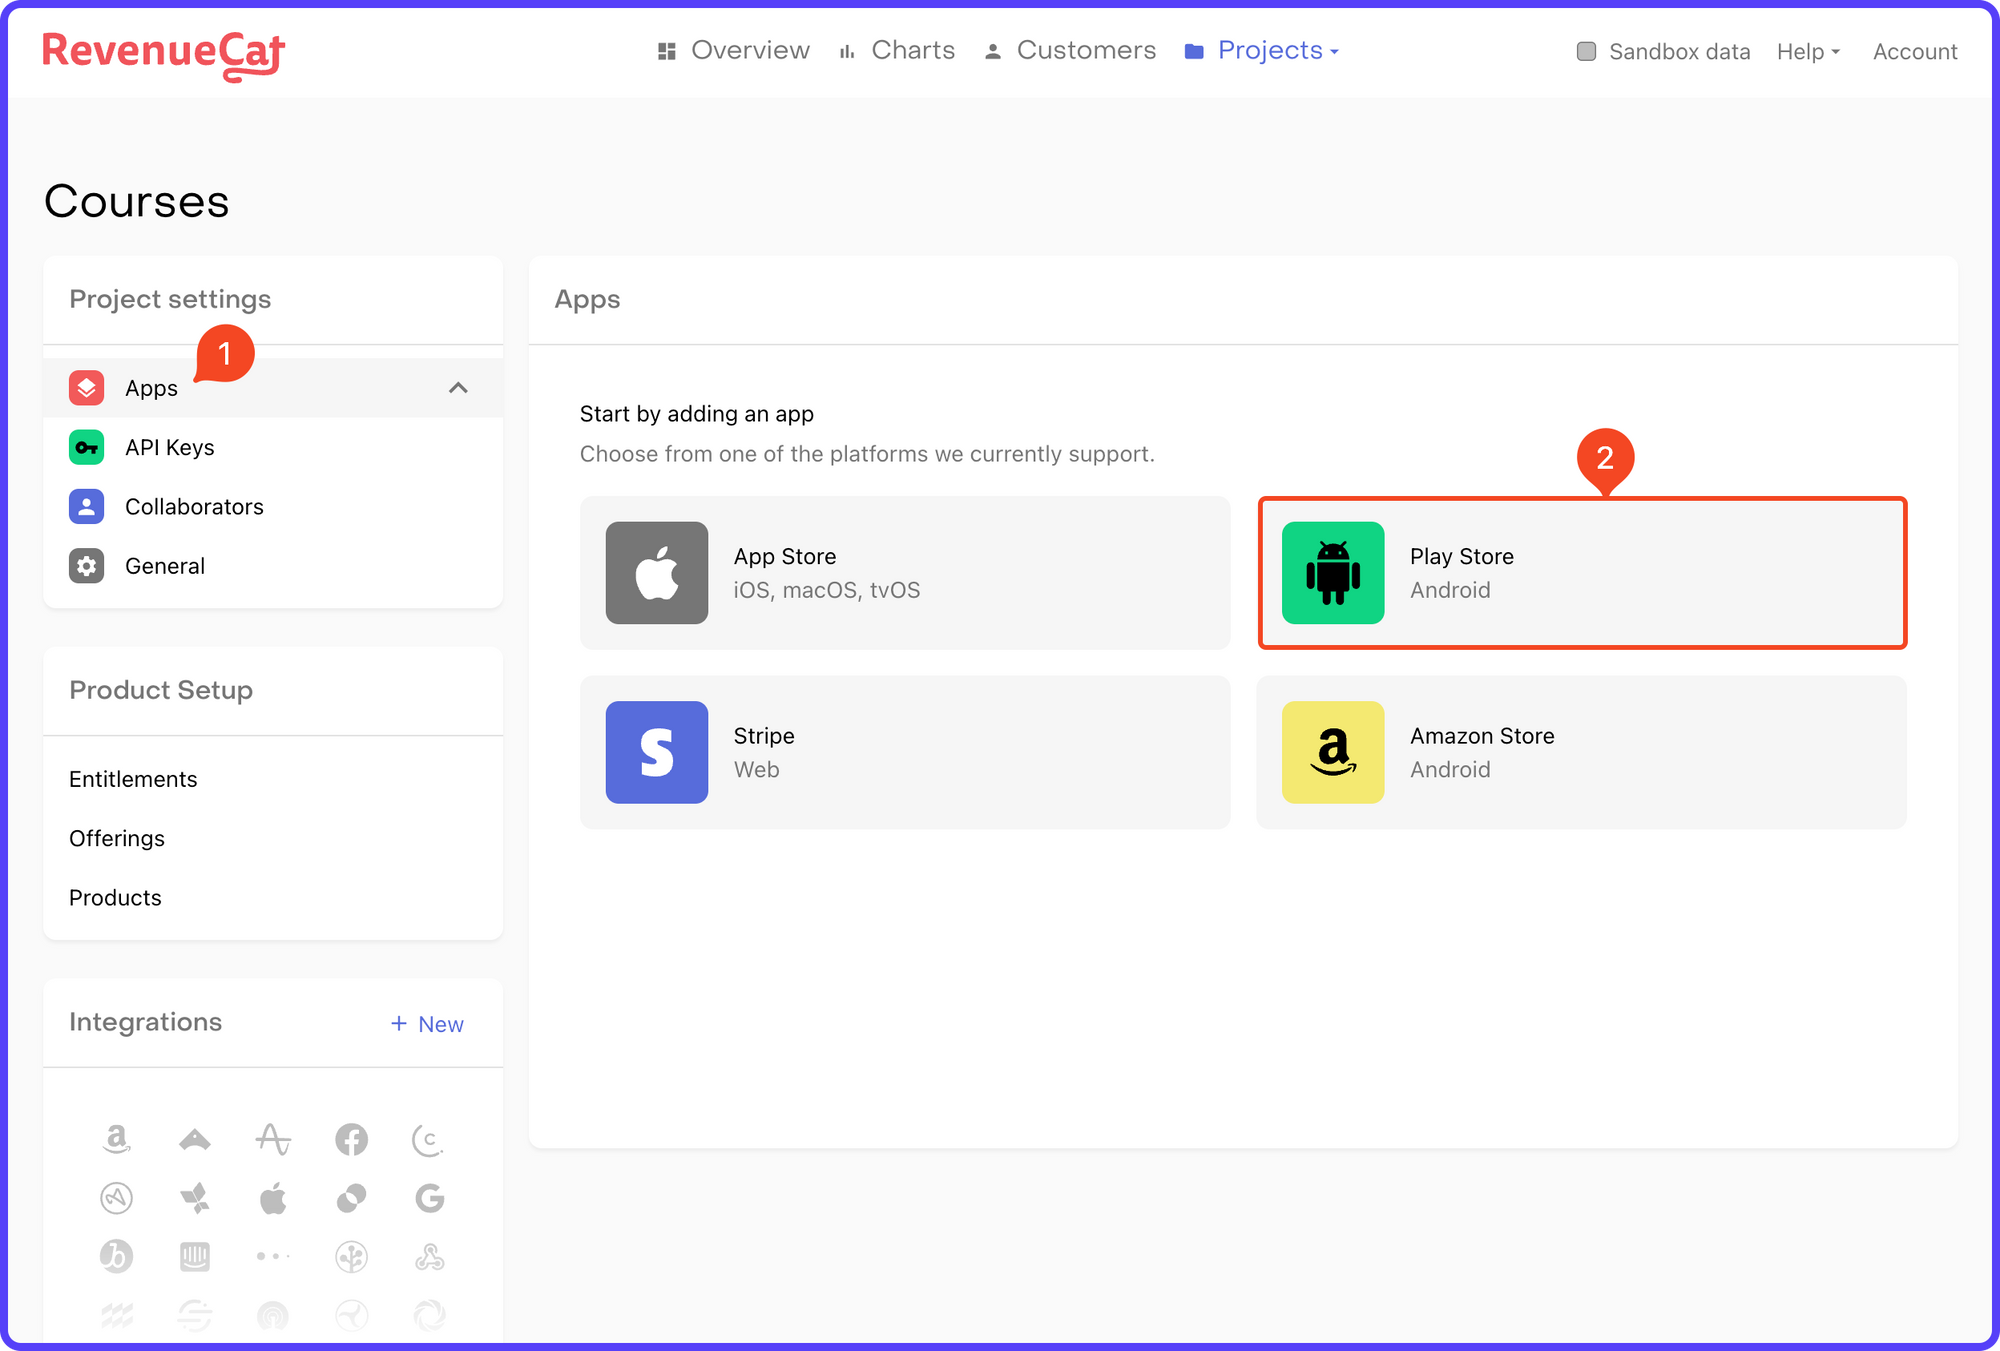 RevenueCat
Overview
Charts
Customers
Projects
Sandbox data
Help
Account
Courses
Project settings
1
Apps
API Keys
Collaborators
General
Product Setup
Entitlements
Offerings
Products
Integrations
+ New
Apps
Start by adding an app
Choose from one of the platforms we currently support.
2
App Store
iOS, macOS, tvOS
Play Store
Android
Stripe
Web
Amazon Store
Android